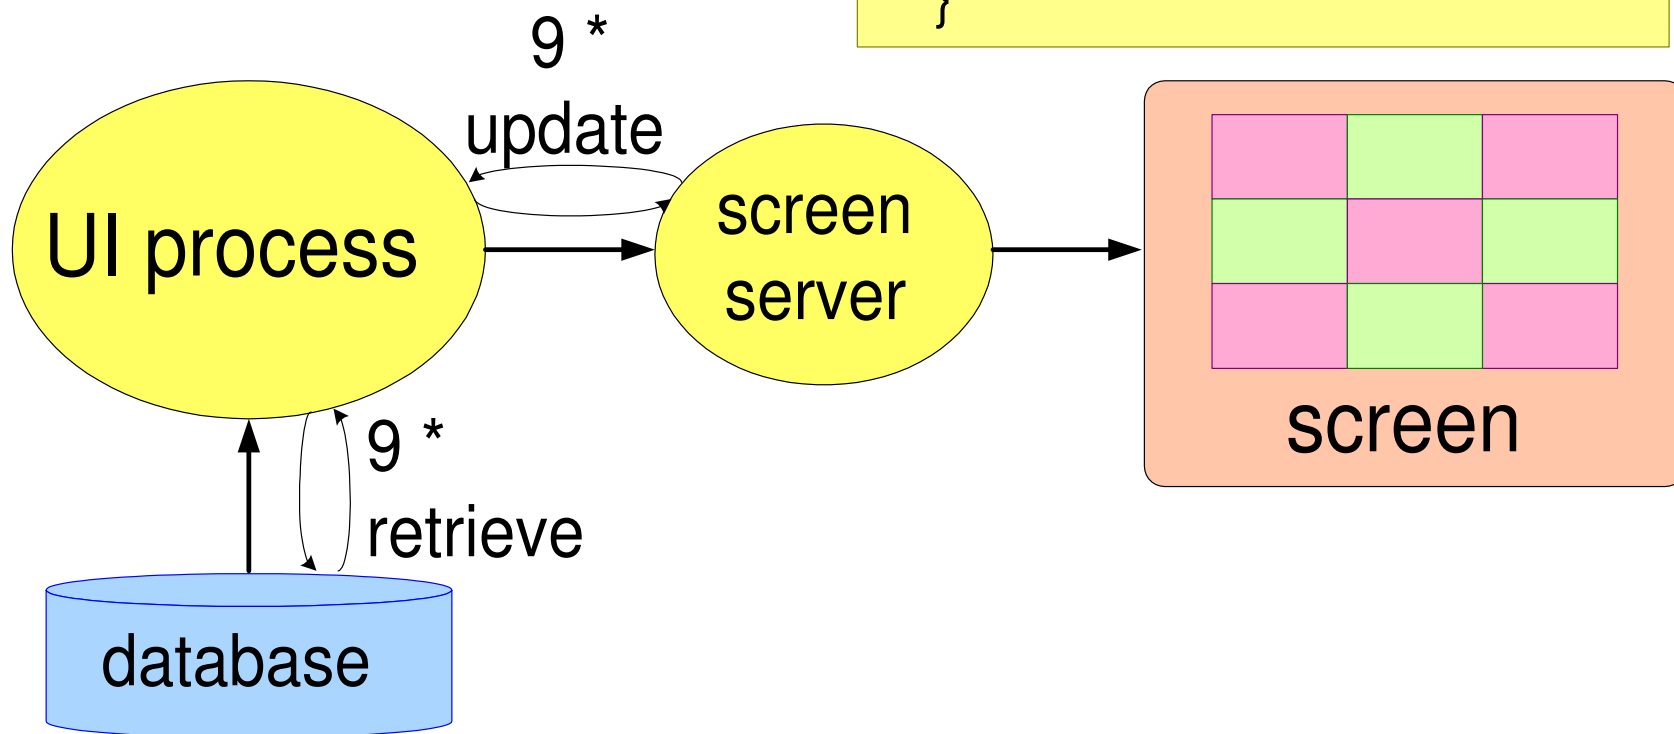 }
9 *
update
UI process
screen
server
screen
9 *
retrieve
database